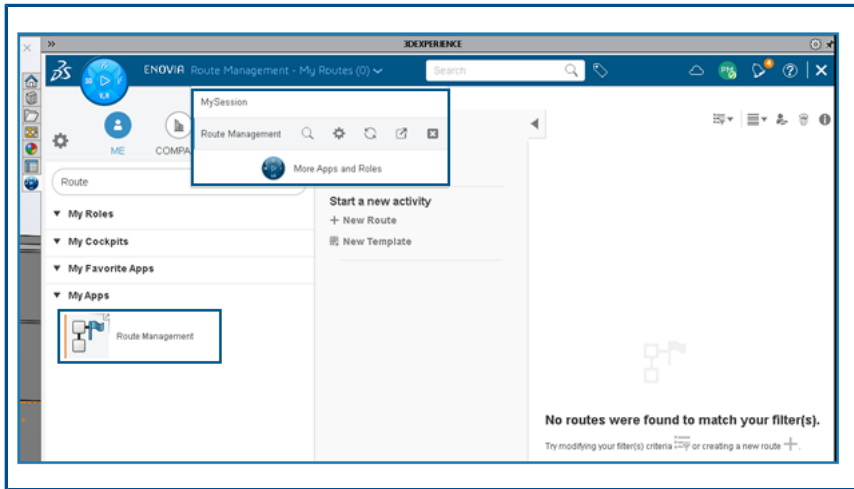 3DEXPERIENCE
ENOVIA Route Management - My Routes (0)
Search
MySession
Route Management
More Apps and Roles
ME
COMPA
Route
My Roles
My Cockpits
My Favorite Apps
My Apps
Route Management
Start a new activity
New Route
New Template
No routes were found to match your filter(s).
Try modifying your filter(s) criteria or creating a new route